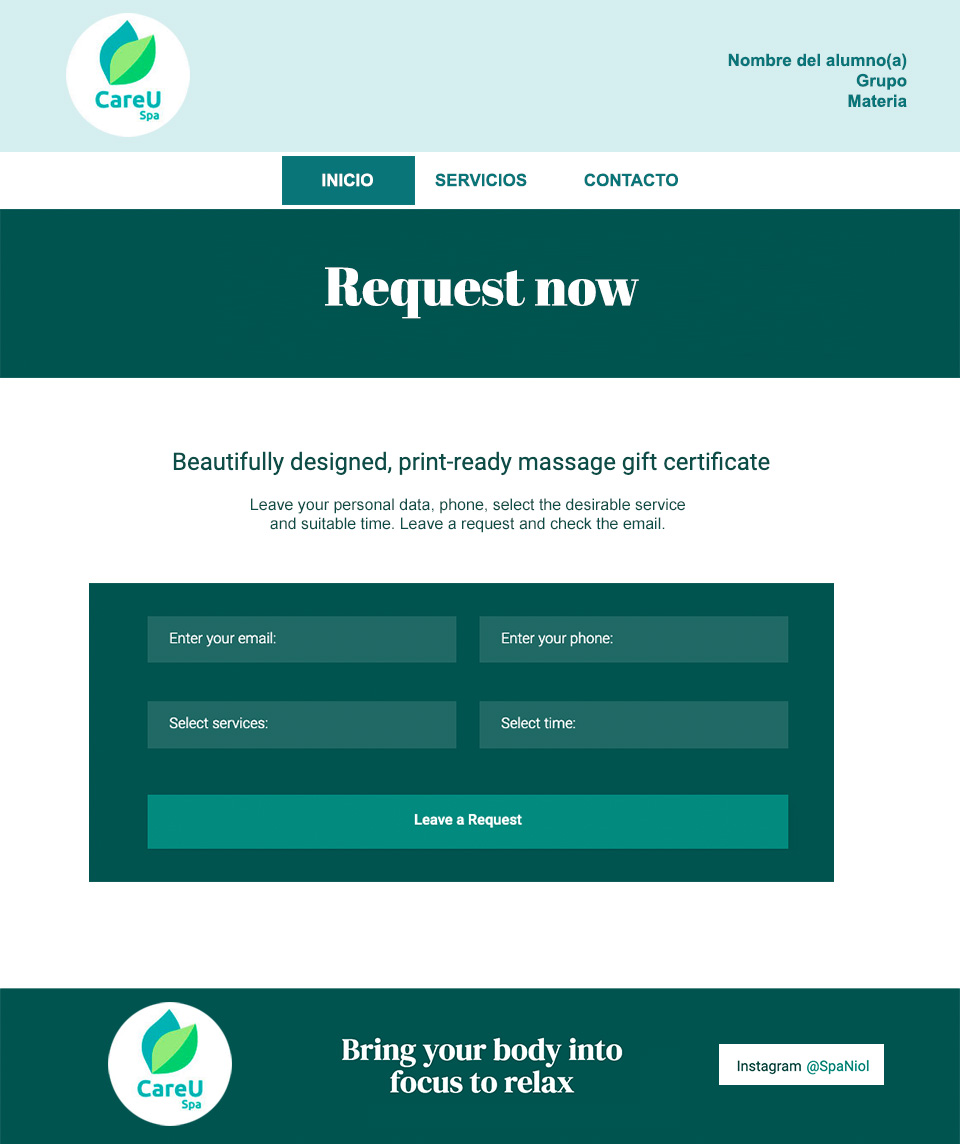 CareU
Spa
Nombre del alumno(a)
Grupo
Materia
INICIO
SERVICIOS
CONTACTO
Request now
Beautifully designed, print-ready massage gift certificate
Leave your personal data, phone, select the desirable service
and suitable time. Leave a request and check the email.
Enter your email:
Enter your phone:
Select services:
Select time:
Leave a Request
CareU
Spa
Bring your body into
focus to relax
Instagram @SpaNiol